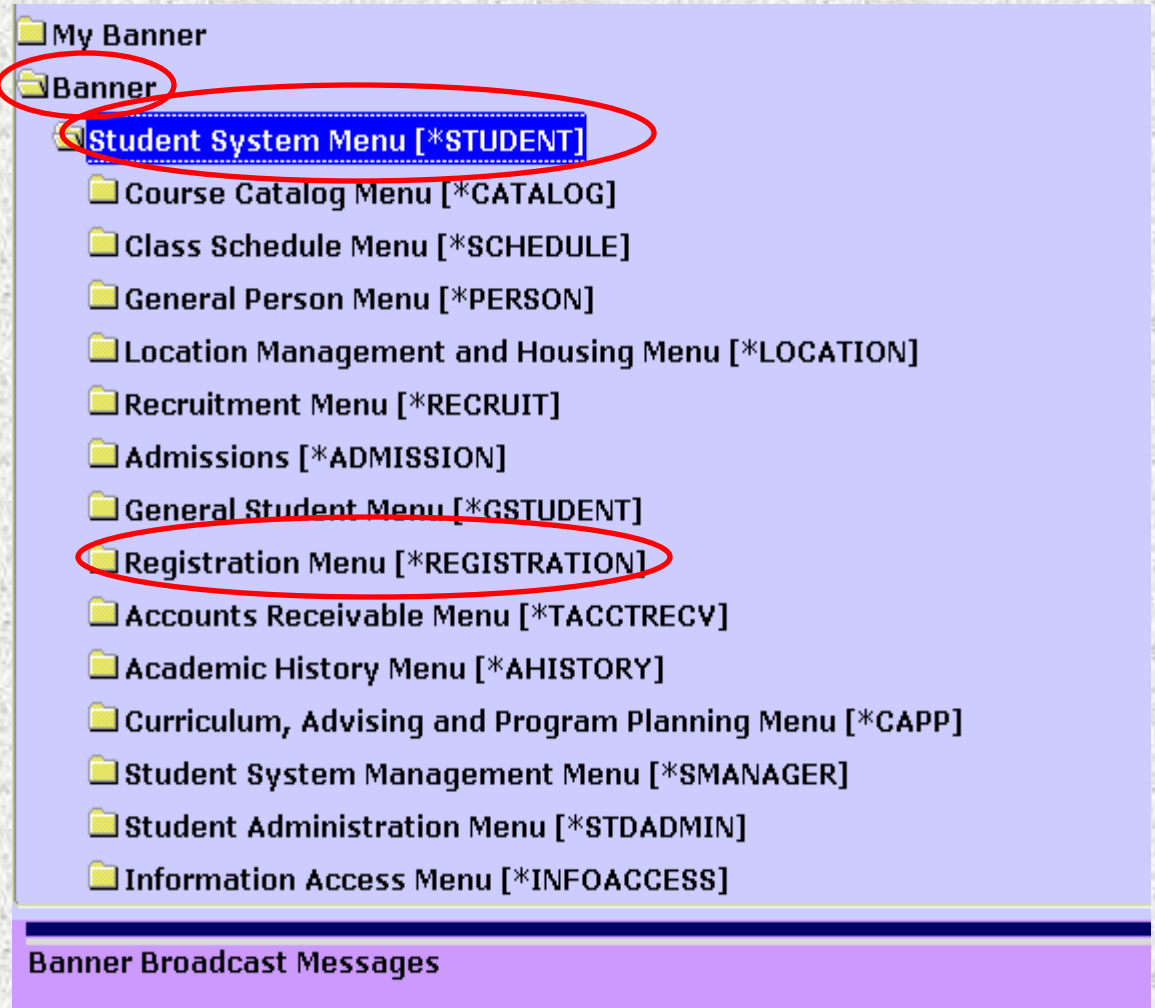 My Banner
Banner
Student System Menu [*STUDENT]
Course Catalog Menu [*CATALOG]
Class Schedule Menu [*SCHEDULE]
General Person Menu [*PERSON]
Location Management and Housing Menu [*LOCATION]
Recruitment Menu [*RECRUIT]
Admissions [*ADMISSION]
General Student Menu [*GSTUDENT]
Registration Menu [*REGISTRATION]
Accounts Receivable Menu [*TACCTRECV]
Academic History Menu [*AHISTORY]
Curriculum, Advising and Program Planning Menu [*CAPP]
Student System Management Menu [*SMANAGER]
Student Administration Menu [*STDADMIN]
Information Access Menu [*INFOACCESS]
Banner Broadcast Messages